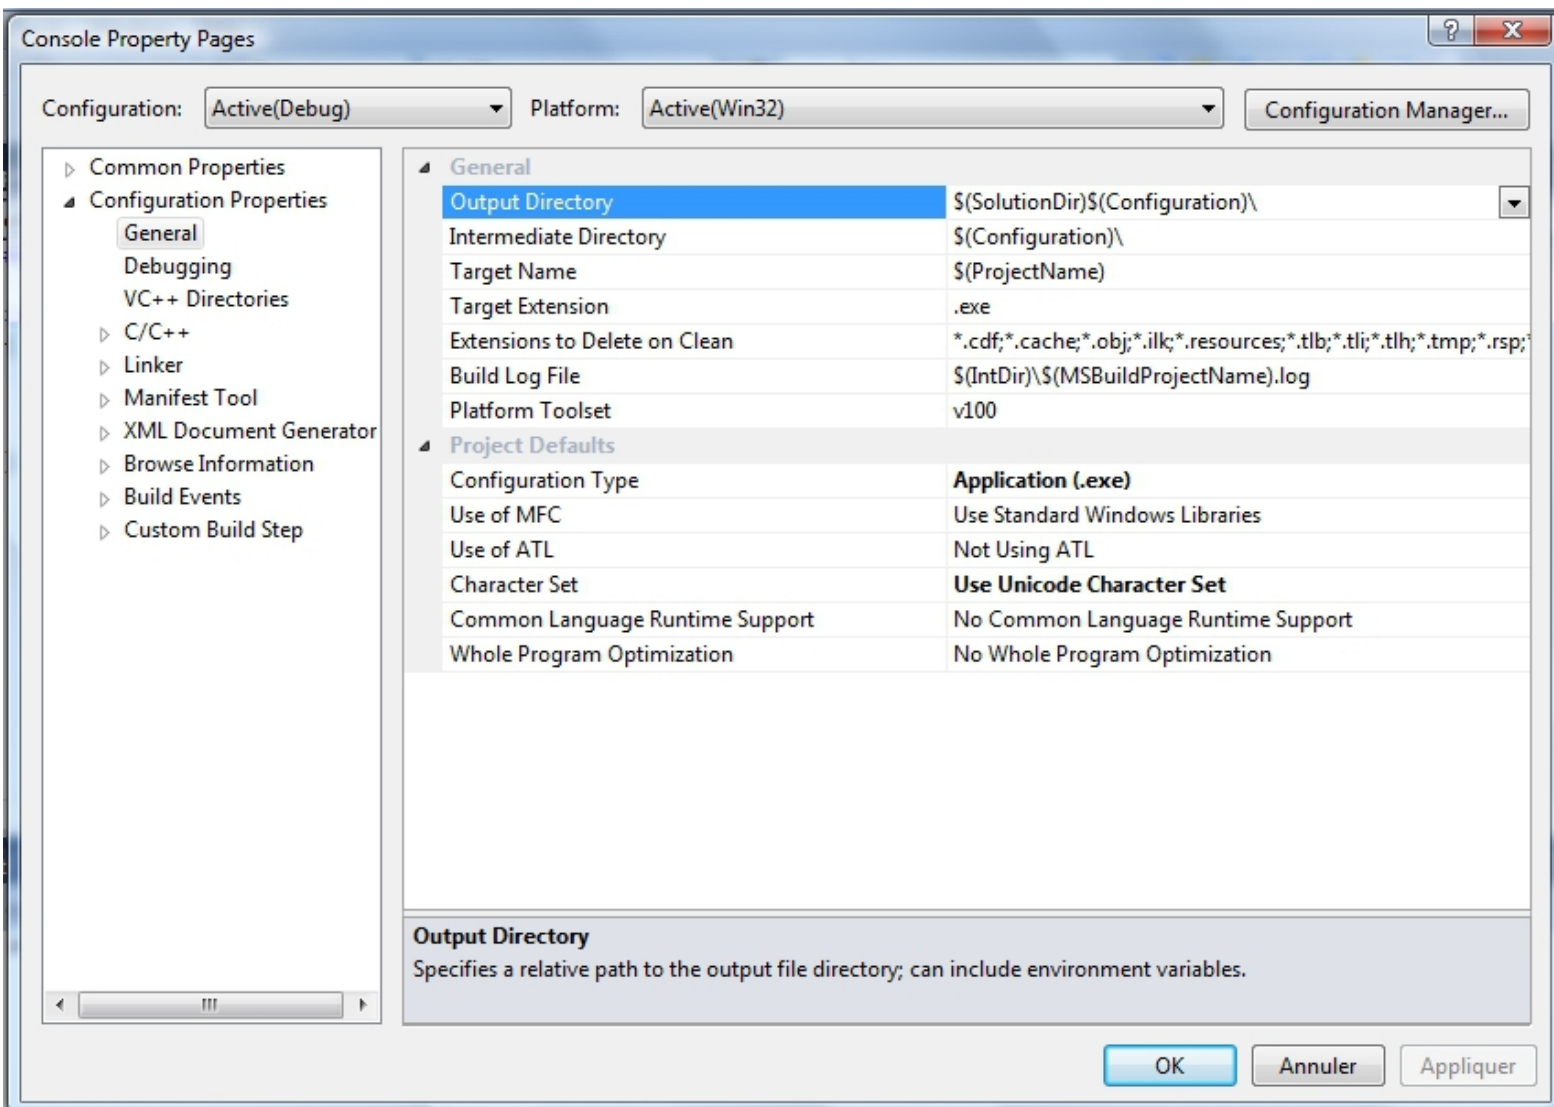 Console Property Pages
Configuration: Active(Debug) Platform: Active(Win32) Configuration Manager...
Common Properties
Configuration Properties
General
Debugging
VC++ Directories
C/C++
Linker
Manifest Tool
XML Document Generator
Browse Information
Build Events
Custom Build Step
General
Output Directory $(SolutionDir)$(Configuration)\
Intermediate Directory $(Configuration)\
Target Name $(ProjectName)
Target Extension .exe
Extensions to Delete on Clean *.cdf;*.cache;*.obj;*.ilk;*.resources;*.tlb;*.tli;*.tlh;*.tmp;*.rsp;*
Build Log File $(IntDir)\$(MSBuildProjectName).log
Platform Toolset v100
Project Defaults
Configuration Type Application (.exe)
Use of MFC Use Standard Windows Libraries
Use of ATL Not Using ATL
Character Set Use Unicode Character Set
Common Language Runtime Support No Common Language Runtime Support
Whole Program Optimization No Whole Program Optimization
Output Directory
Specifies a relative path to the output file directory; can include environment variables.
OK Annuler Appliquer